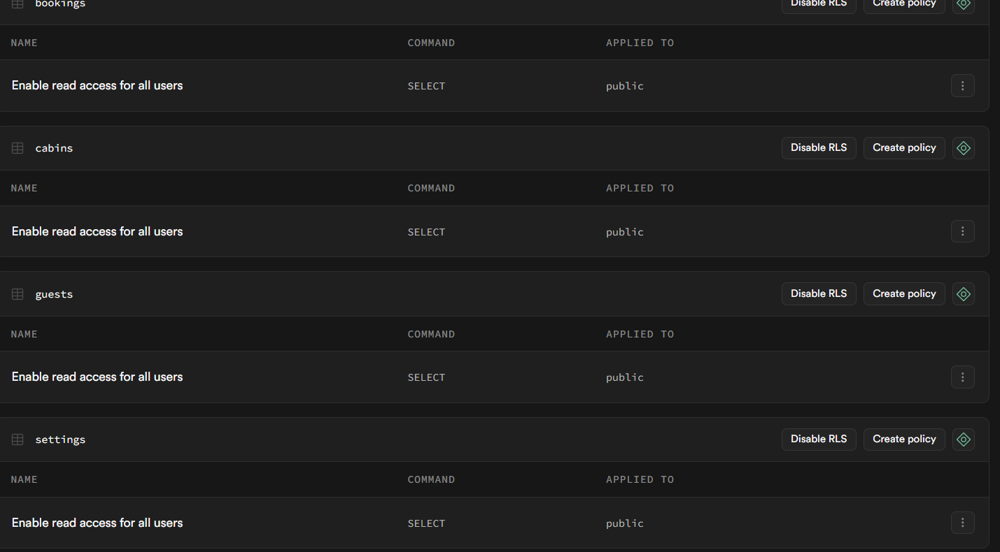 bookings Disable RLS Create policy
NAME COMMAND APPLIED TO
Enable read access for all users SELECT public
cabins Disable RLS Create policy
NAME COMMAND APPLIED TO
Enable read access for all users SELECT public
guests Disable RLS Create policy
NAME COMMAND APPLIED TO
Enable read access for all users SELECT public
settings Disable RLS Create policy
NAME COMMAND APPLIED TO
Enable read access for all users SELECT public